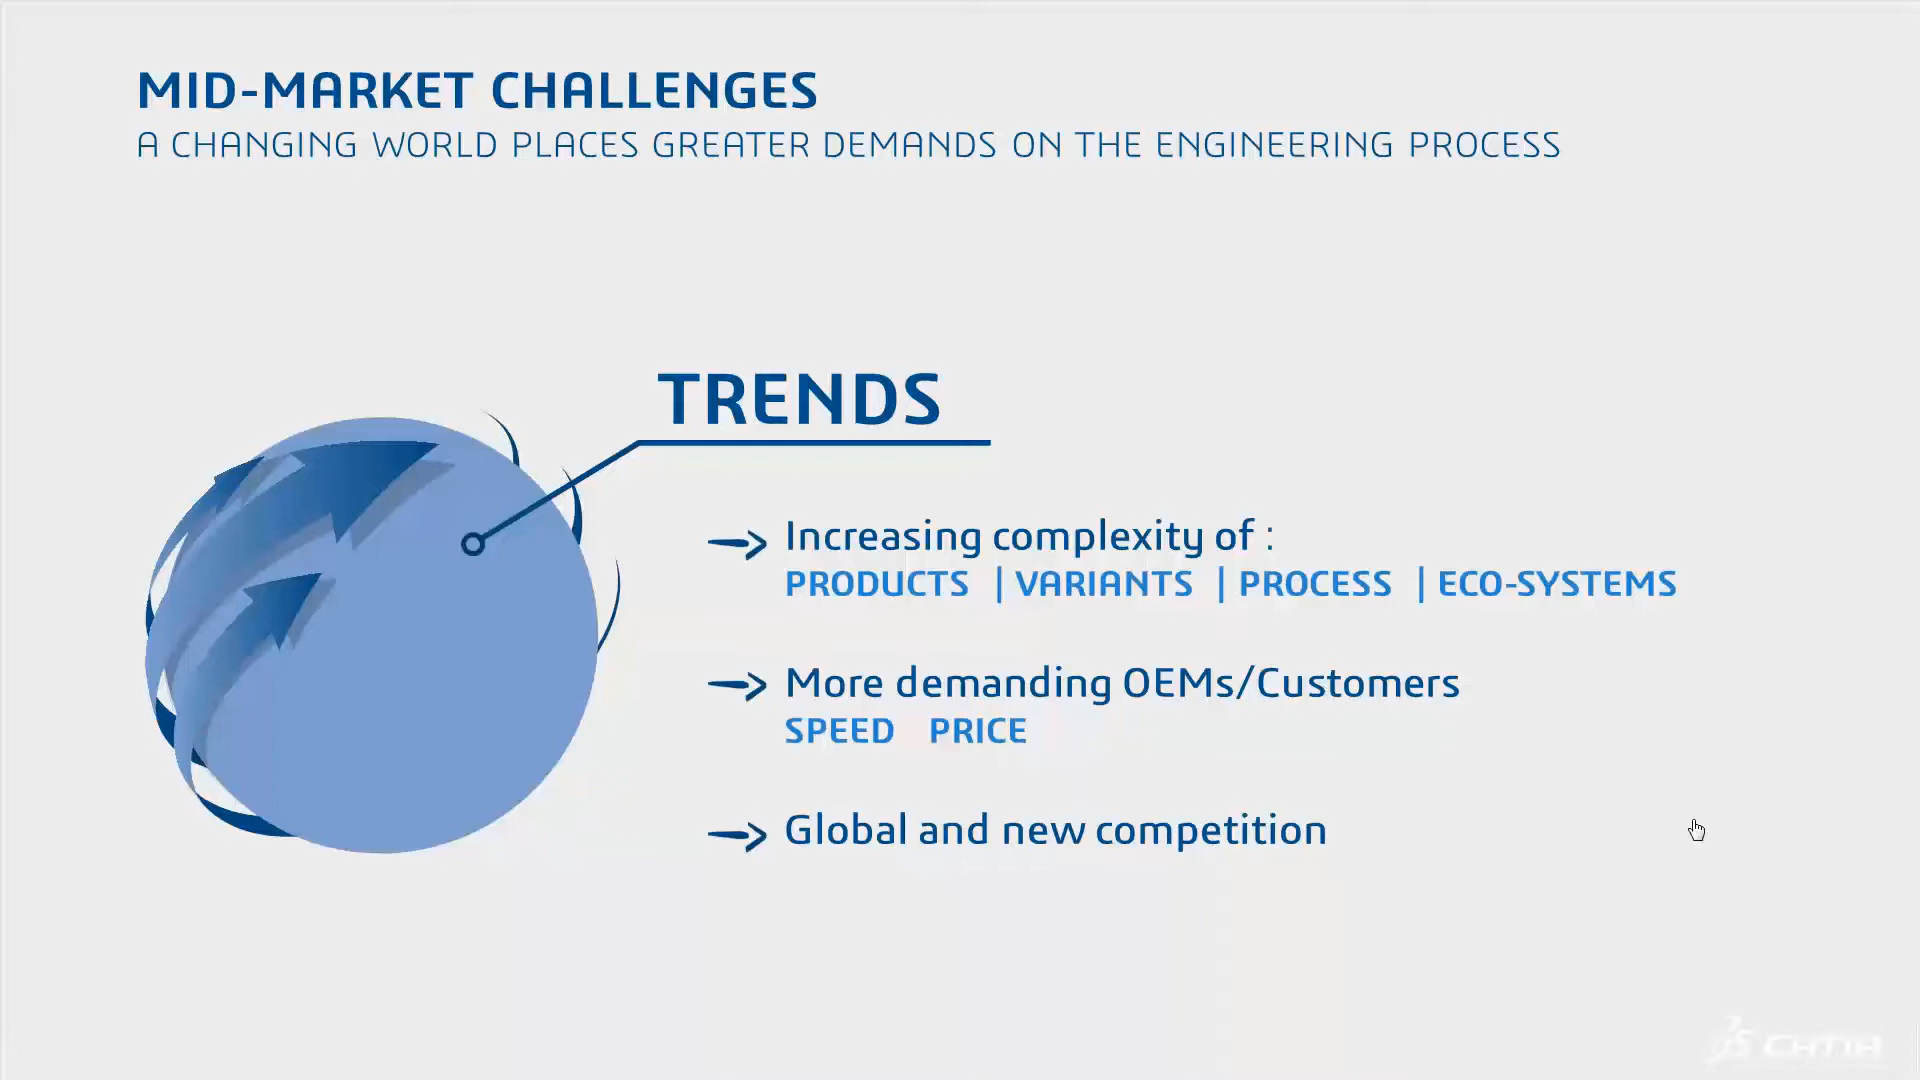 MID-MARKET CHALLENGES
A CHANGING WORLD PLACES GREATER DEMANDS ON THE ENGINEERING PROCESS
TRENDS
Increasing complexity of :
PRODUCTS | VARIANTS | PROCESS | ECO-SYSTEMS
More demanding OEMs/Customers
SPEED PRICE
Global and new competition
CATIA